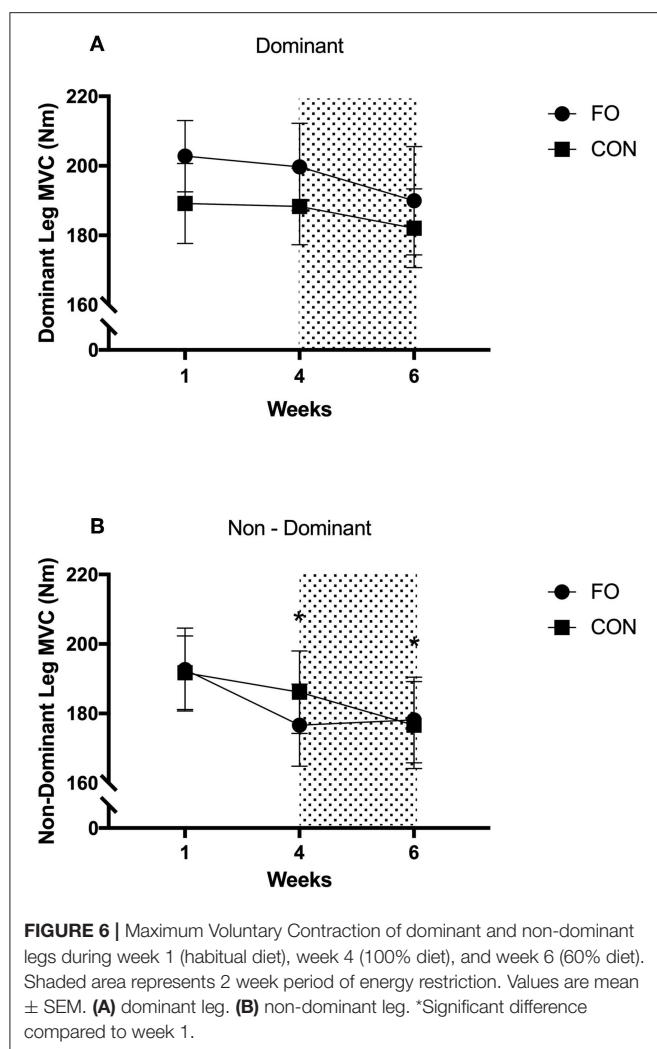 A
Dominant
220
200
180
160
0
Dominant Leg MVC (Nm)
1 4 6
Weeks
FO
CON
B
Non - Dominant
220
200
180
160
0
Non-Dominant Leg MVC (Nm)
* *
1 4 6
Weeks
FO
CON
FIGURE 6 | Maximum Voluntary Contraction of dominant and non-dominant
legs during week 1 (habitual diet), week 4 (100% diet), and week 6 (60% diet).
Shaded area represents 2 week period of energy restriction. Values are mean
± SEM. (A) dominant leg. (B) non-dominant leg. *Significant difference
compared to week 1.